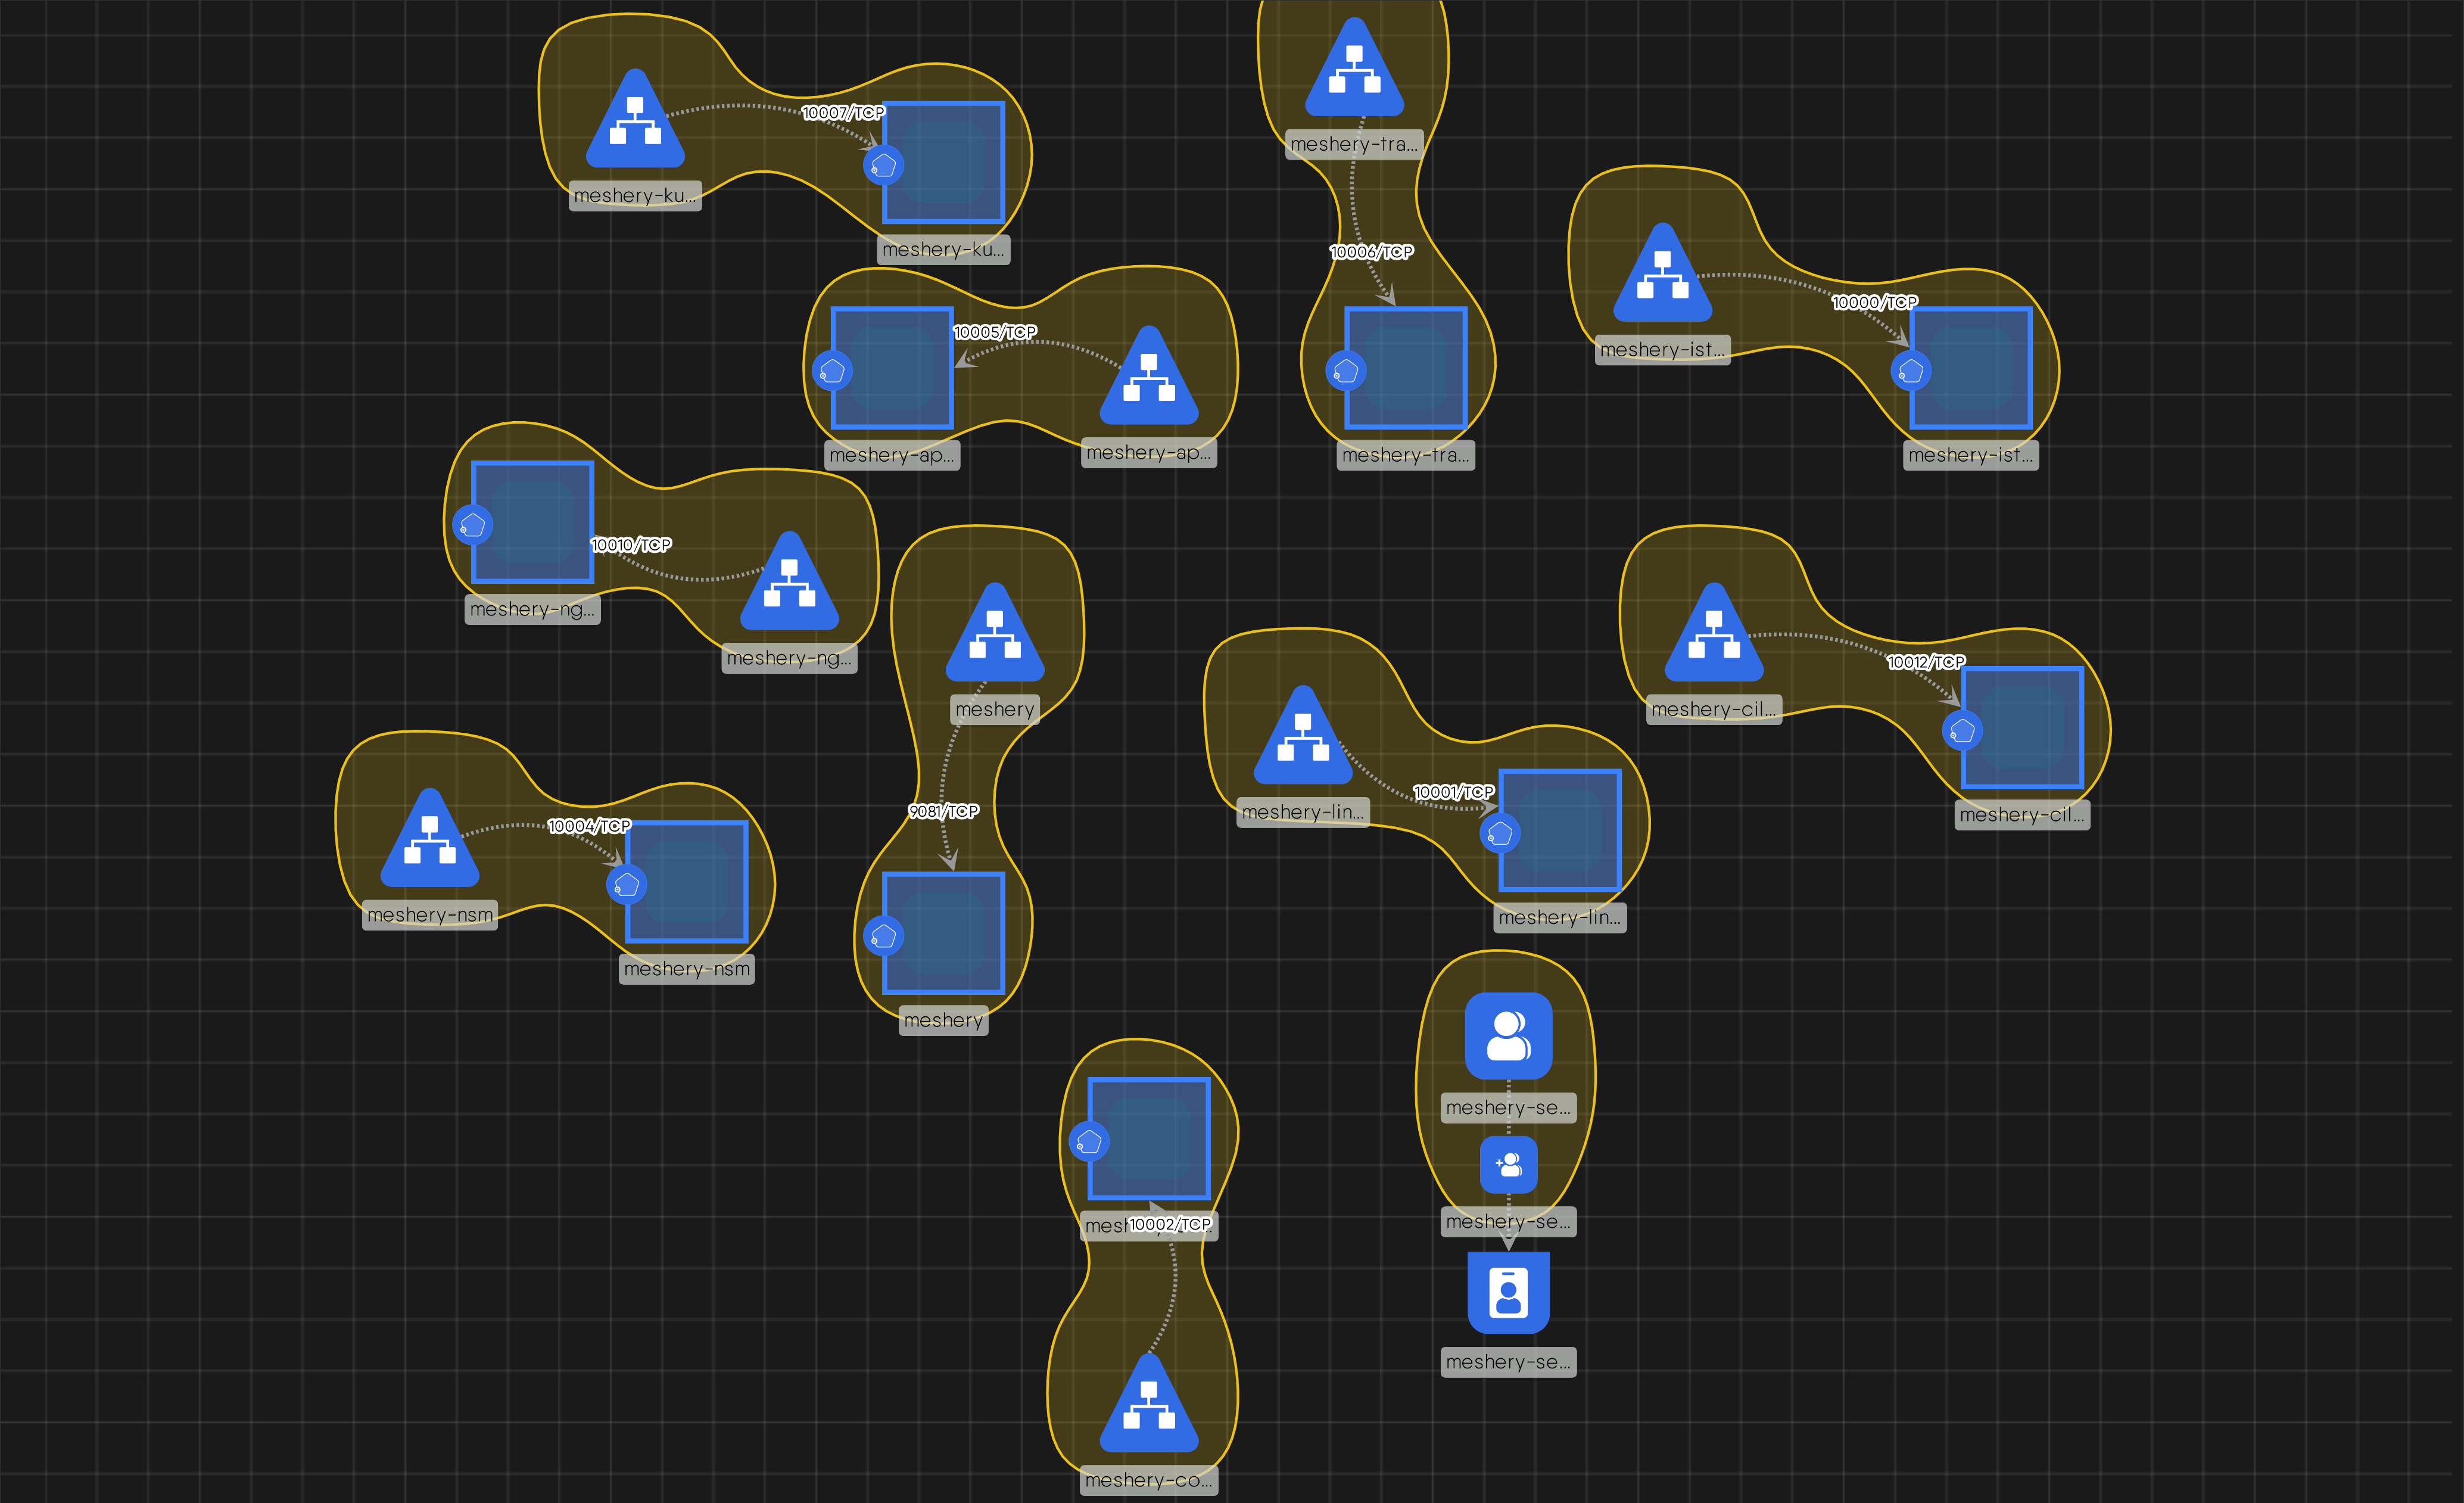 meshery-tra...
10007/TCP
meshery-ku...
meshery-ku...
10006/TCP
10000/TCP
meshery-ist...
10005/TCP
meshery-ap...
meshery-ap...
meshery-tra...
meshery-ist...
10010/TCP
meshery-ng...
meshery-ng...
meshery
10012/TCP
meshery-cil...
10001/TCP
meshery-lin...
meshery-cil...
9081/TCP
10004/TCP
meshery-nsm
meshery-lin...
meshery-nsm
meshery
meshery-se...
10002/TCP
meshery-se...
meshery-se...
meshery-co...